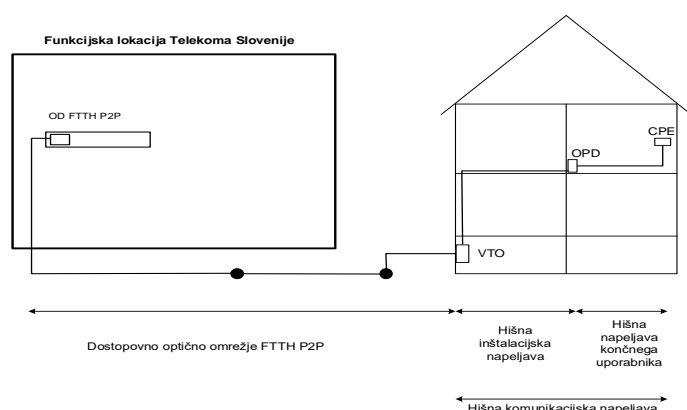 Funkcijska lokacija Telekoma Slovenije
OD FTTH P2P
CPE
OPD
VTO
Dostopovno optično omrežje FTTH P2P
Hišna
inštalacijska
napeljava
Hišna
napeljava
končnega
uporabnika
Hišna komunikacijska napeljava